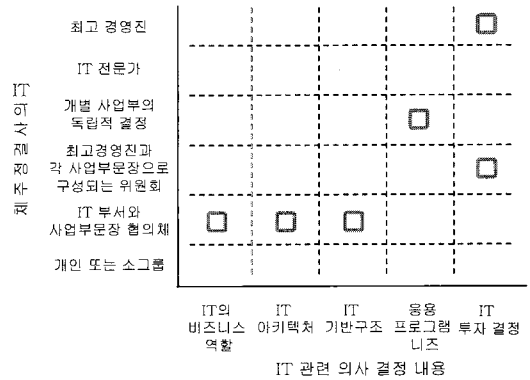 최고 경영진
IT 전문가
개별 사업부의
독립적 결정
최고경영진과
각 사업부문장으로
구성되는 위원회
IT 부서와
사업부문장 협의체
개인 또는 소그룹
IT의 의사결정 주체
IT의
비즈니스
역할
IT
아키텍처
IT
기반구조
응용
프로그램
니즈
IT
투자 결정
IT 관련 의사 결정 내용